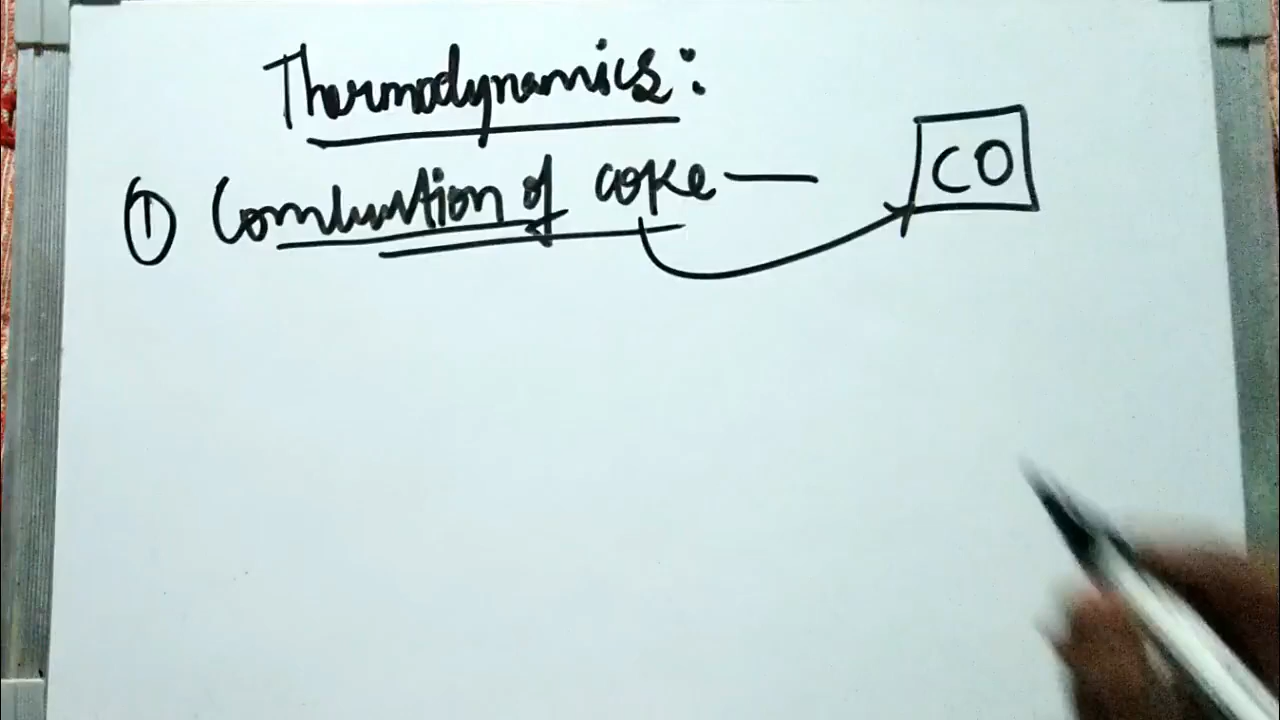 Thermodynamics:
① Combustion of coke — CO